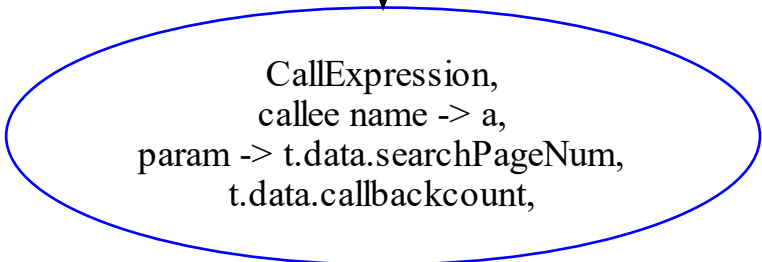 CallExpression,
callee name -> a,
param -> t.data.searchPageNum,
t.data.callbackcount,